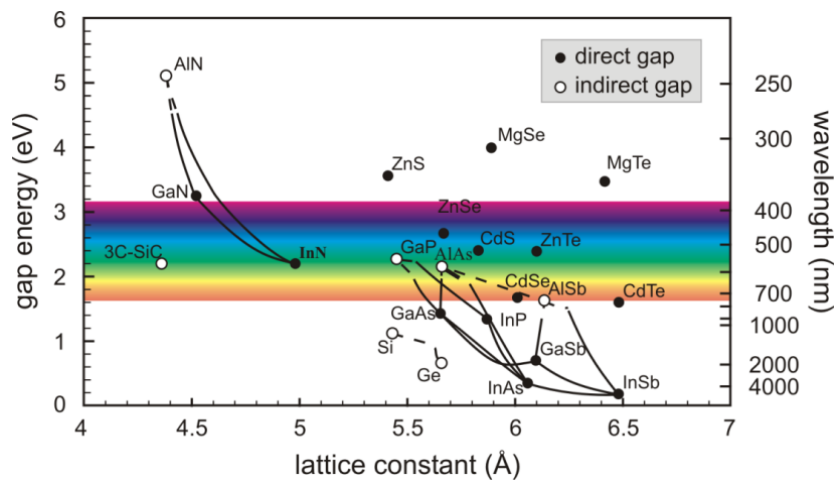 6
5
4
3
2
1
0
gap energy (eV)
4
4.5
5
5.5
6
6.5
7
lattice constant (Å)
250
300
400
500
700
1000
2000
4000
wavelength (nm)
direct gap
indirect gap
AlN
MgSe
ZnS
MgTe
GaN
ZnSe
3C-SiC
InN
GaP
AlAs
CdS
ZnTe
CdSe
AlSb
CdTe
GaAs
InP
Si
Ge
GaSb
InAs
InSb